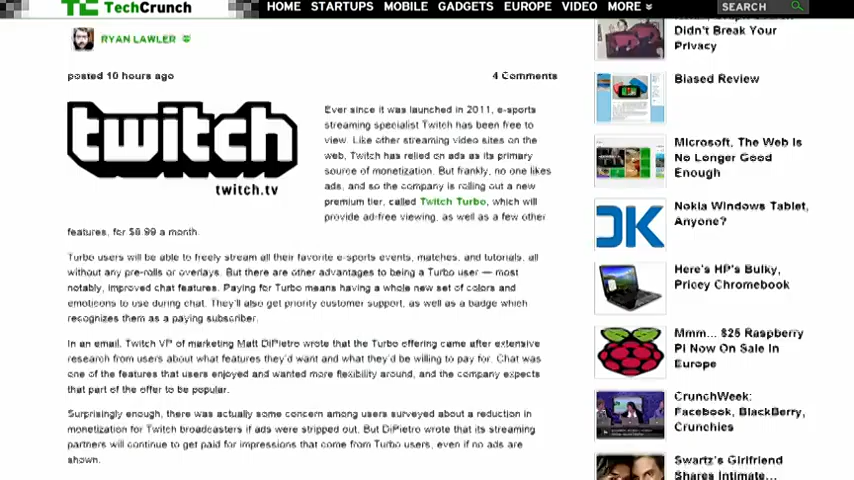 TC TechCrunch
HOME STARTUPS MOBILE GADGETS EUROPE VIDEO MORE
SEARCH
RYAN LAWLER
posted 10 hours ago
4 Comments
twitch
twitch.tv
Ever since it was launched in 2011, e-sports
streaming specialist Twitch has been free to
view. Like other streaming video sites on the
web, Twitch has relied on ads as its primary
source of monetization. But frankly, no one likes
ads, and so the company is rolling out a new
premium tier, called Twitch Turbo, which will
provide ad-free viewing, as well as a few other
features, for $8.99 a month.
Turbo users will be able to freely stream all their favorite e-sports events, matches, and tutorials, all
without any pre-rolls or overlays. But there are other advantages to being a Turbo user — most
notably, improved chat features. Paying for Turbo means having a whole new set of colors and
emoticons to use during chat. They'll also get priority customer support, as well as a badge which
recognizes them as a paying subscriber.
In an email, Twitch VP of marketing Matt DiPietro wrote that the Turbo offering came after extensive
research from users about what features they'd want and what they'd be willing to pay for. Chat was
one of the features that users enjoyed and wanted more flexibility around, and the company expects
that part of the offer to be popular.
Surprisingly enough, there was actually some concern among users surveyed about a reduction in
monetization for Twitch broadcasters if ads were stripped out. But DiPietro wrote that its streaming
partners will continue to get paid for impressions that come from Turbo users, even if no ads are
shown.
Didn't Break Your
Privacy
Biased Review
Microsoft, The Web Is
No Longer Good
Enough
Nokia Windows Tablet,
Anyone?
Here's HP's Bulky,
Pricey Chromebook
Mmm... $25 Raspberry
Pi Now On Sale In
Europe
CrunchWeek:
Facebook, BlackBerry,
Crunchies
Swartz's Girlfriend
Shares Intimate...